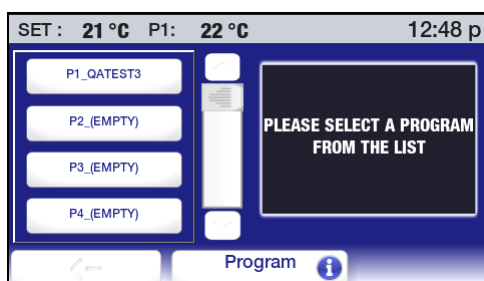 SET : 21 °C P1: 22 °C 12:48 p
P1_QATEST3
P2_(EMPTY)
P3_(EMPTY)
P4_(EMPTY)
PLEASE SELECT A PROGRAM
FROM THE LIST
Program i